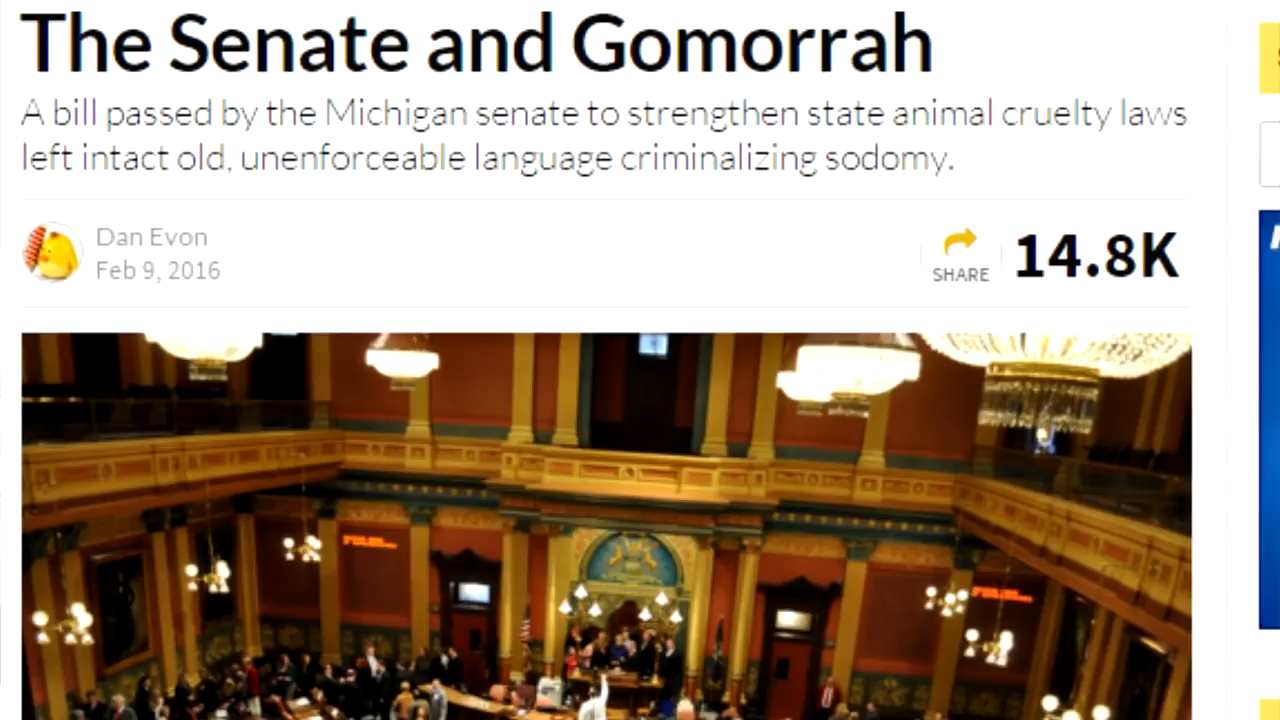 The Senate and Gomorrah
A bill passed by the Michigan senate to strengthen state animal cruelty laws
left intact old, unenforceable language criminalizing sodomy.
Dan Evon
Feb 9, 2016
SHARE
14.8K